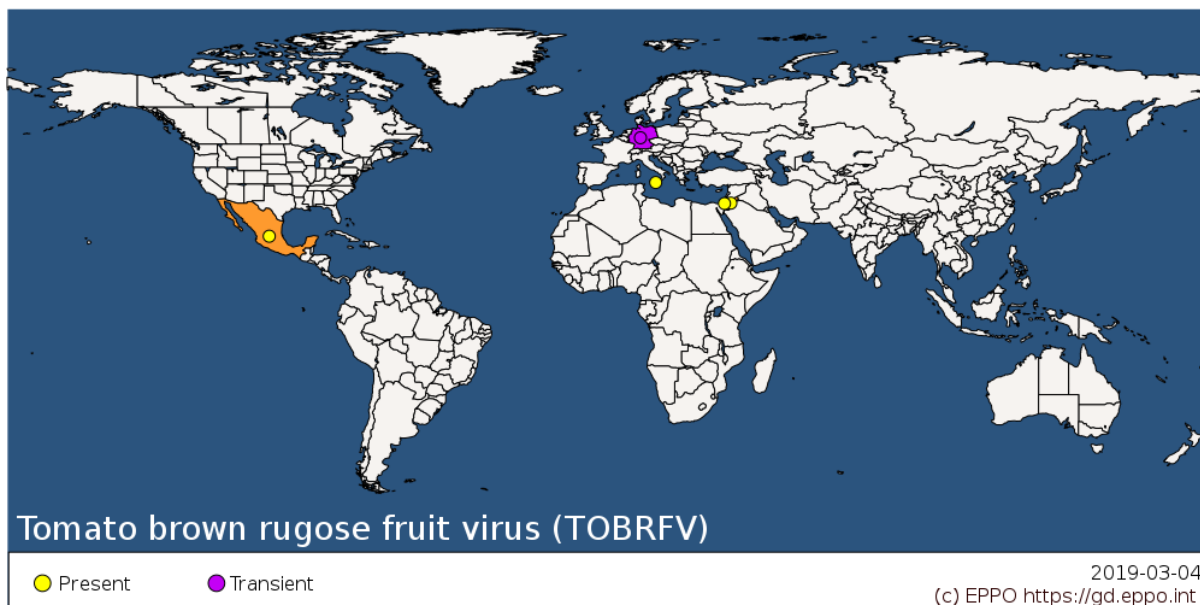 Tomato brown rugose fruit virus (TOBRFV)
Present
Transient
2019-03-04
(c) EPPO https://gd.eppo.int